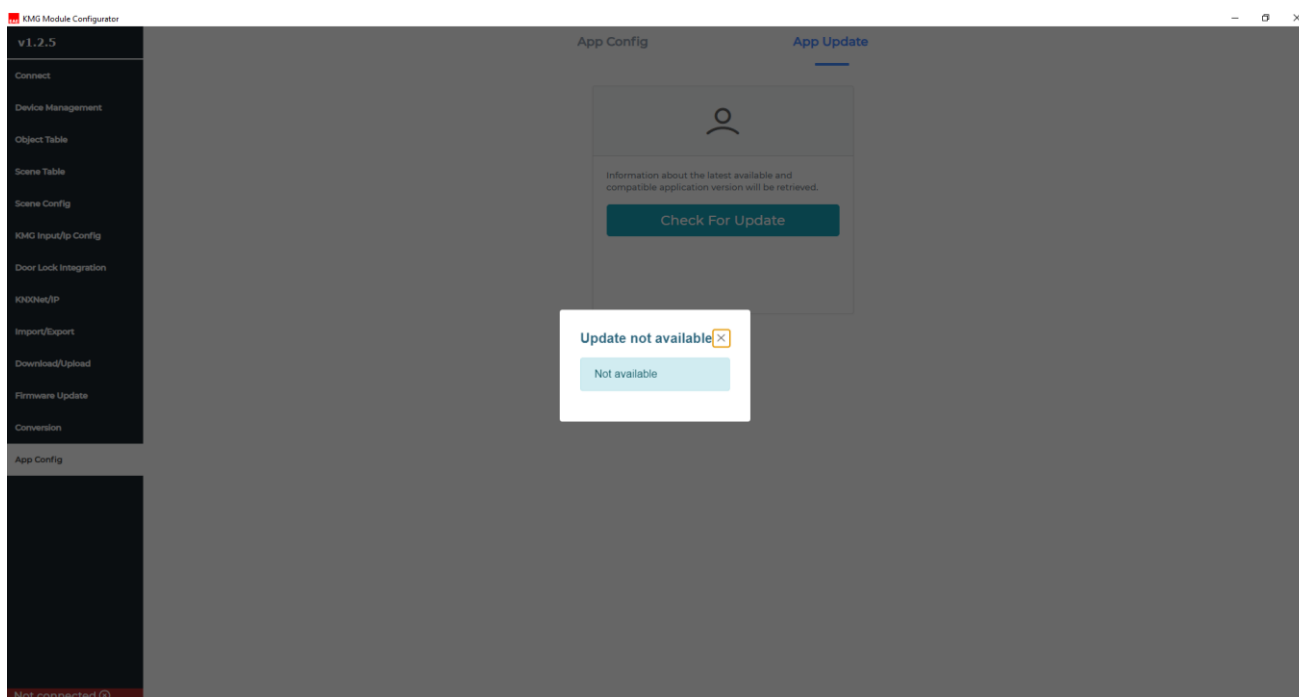 KMG Module Configurator
v1.2.5
Connect
Device Management
Object Table
Scene Table
Scene Config
KMG Input/Ip Config
Door Lock Integration
KNXNet/IP
Import/Export
Download/Upload
Firmware Update
Conversion
App Config
Not connected
App Config
App Update
Information about the latest available and
compatible application version will be retrieved.
Check For Update
Update not available
Not available